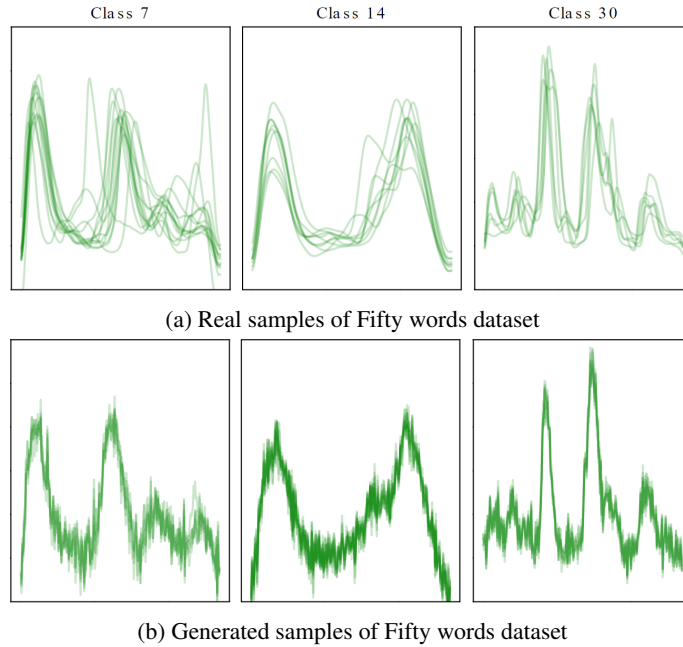 Class 7
Class 14
Class 30
(a) Real samples of Fifty words dataset
(b) Generated samples of Fifty words dataset